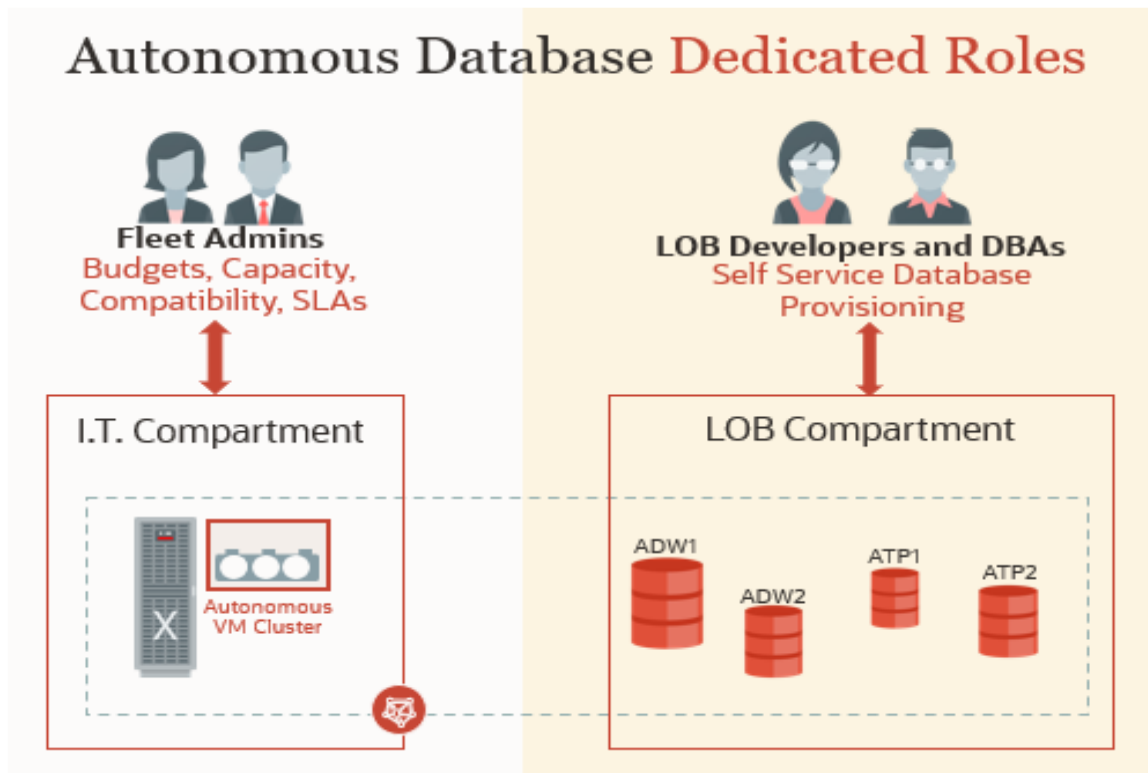 Autonomous Database Dedicated Roles
Fleet Admins
Budgets, Capacity,
Compatibility, SLAs
LOB Developers and DBAs
Self Service Database
Provisioning
I.T. Compartment
X
Autonomous
VM Cluster
LOB Compartment
ADW1
ADW2
ATP1
ATP2